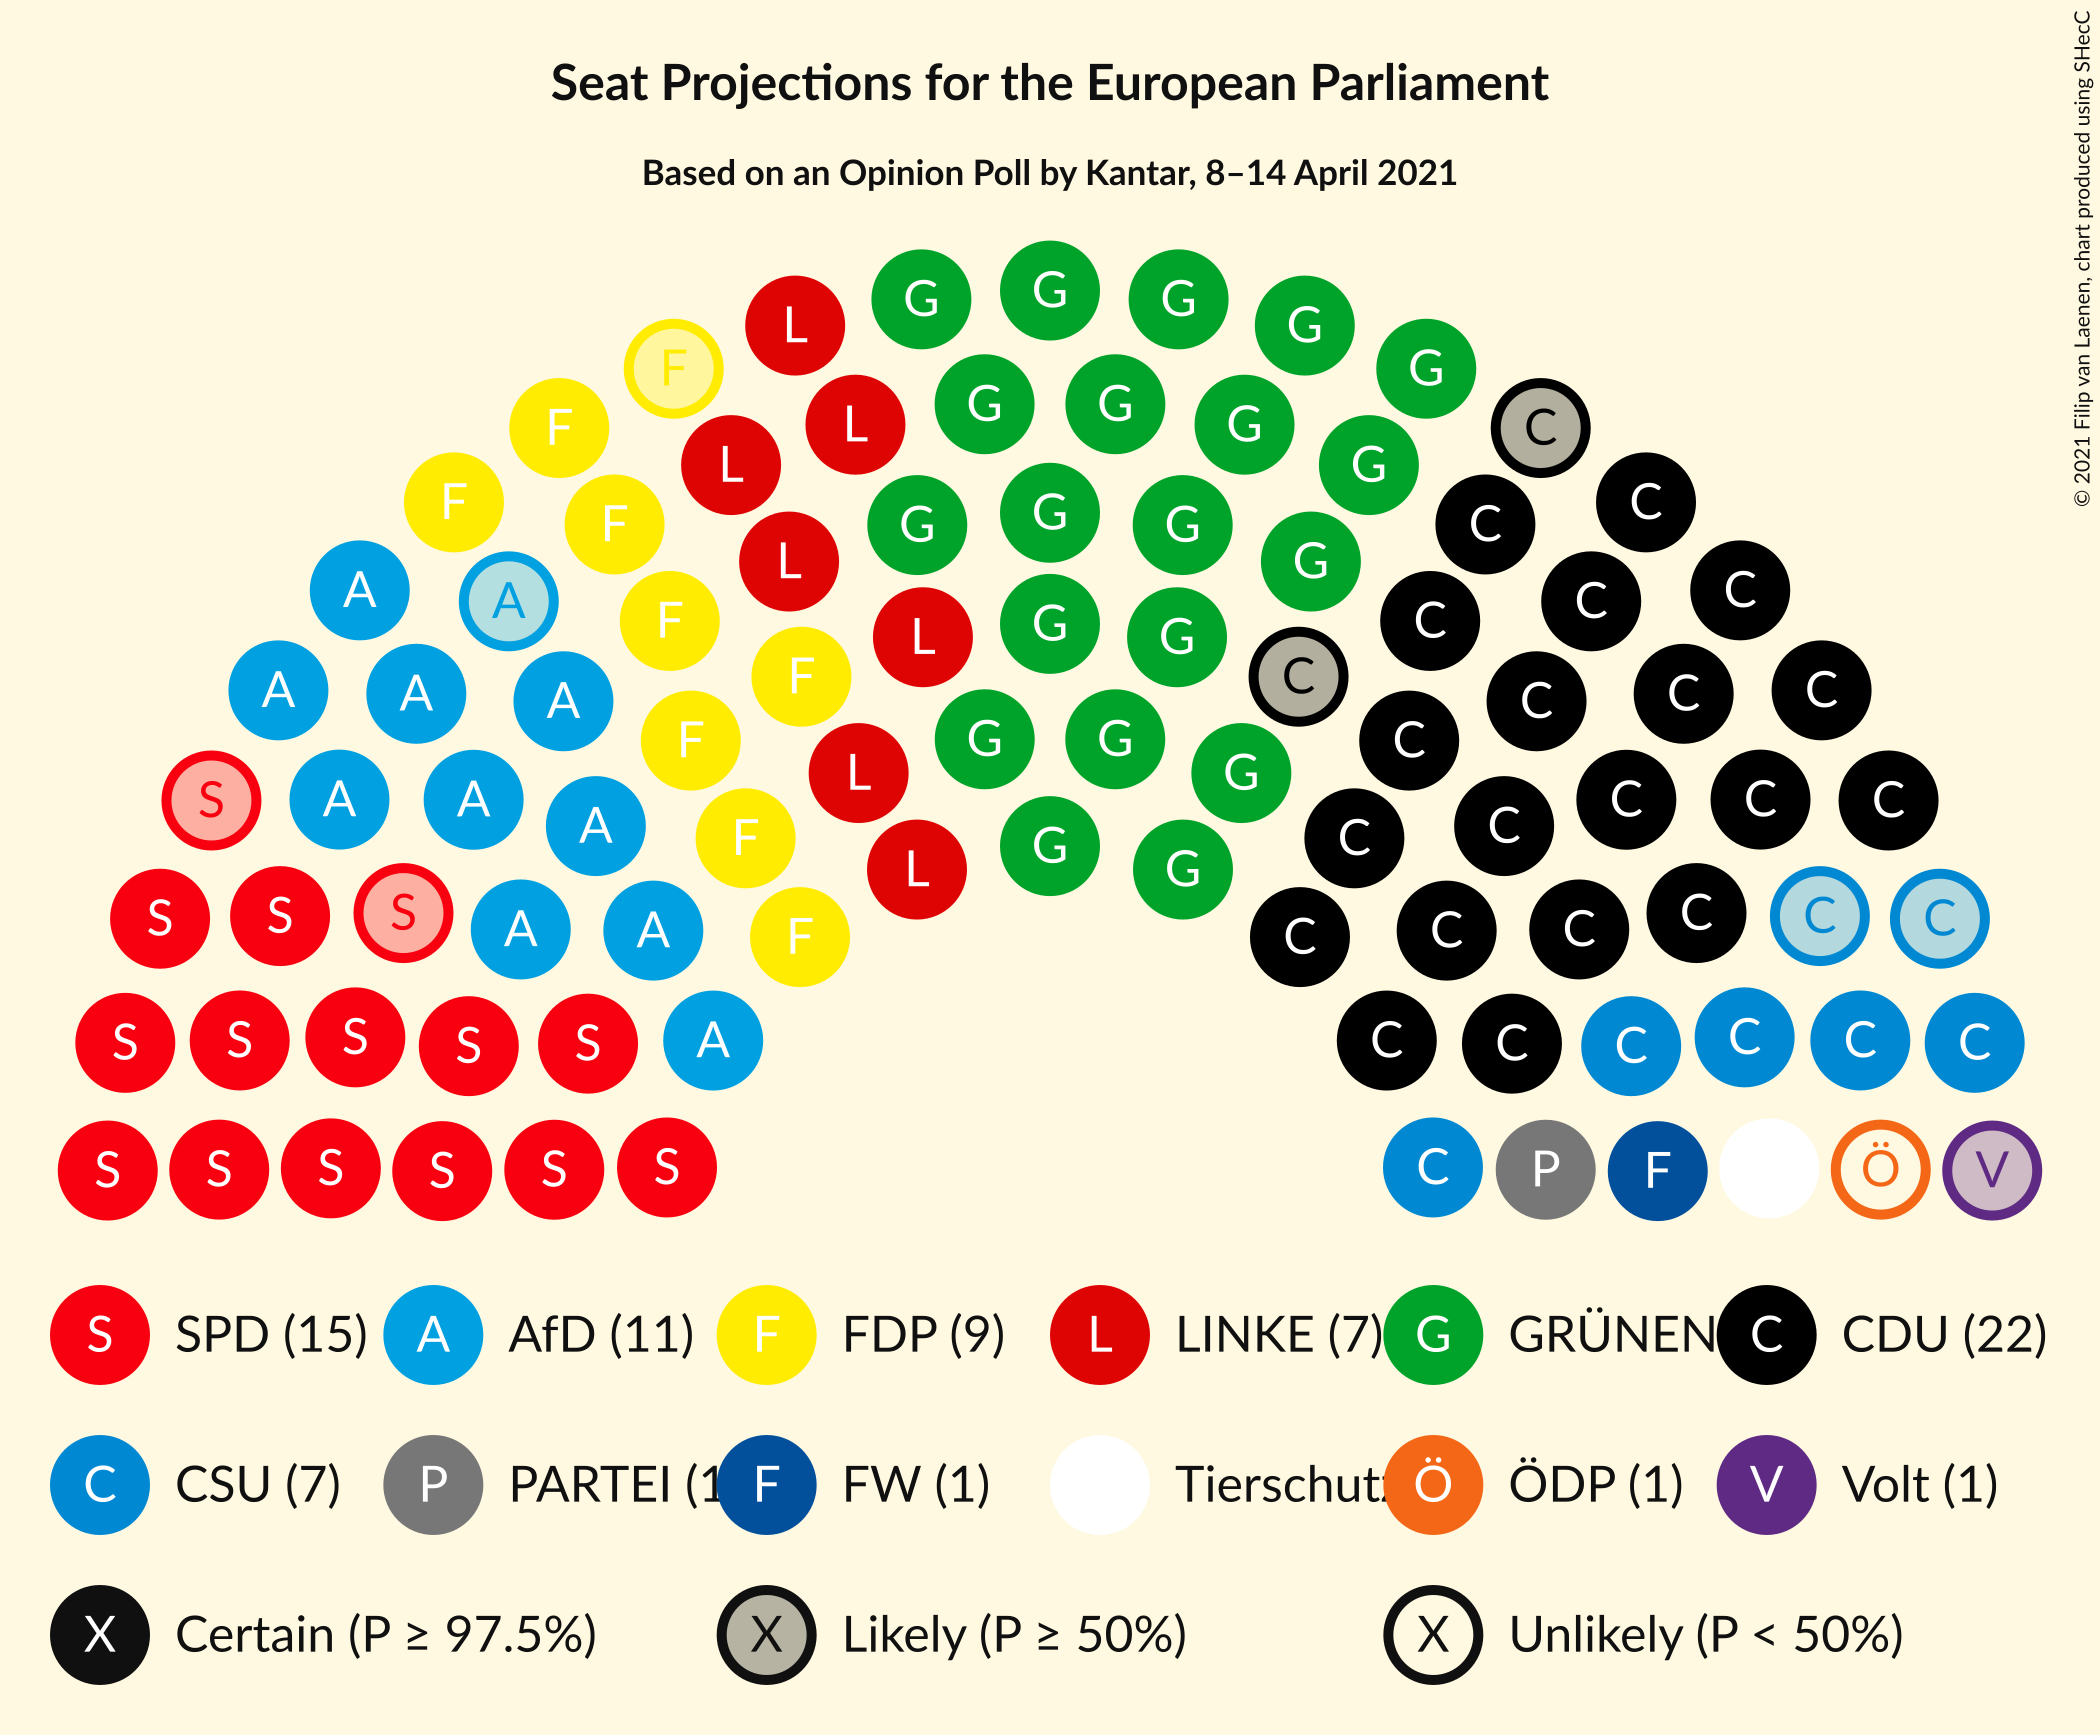 Seat Projections for the European Parliament
Based on an Opinion Poll by Kantar, 8–14 April 2021
© 2021 Filip van Laenen, chart produced using SHecC
G G G G G
L
F
F
F
A
A
S
S
S
S
C
C
C
C
C
C
C
V
G G G G
L L
F
A
A
A
S
S
S
C
C
C
C
C
C
Ö
G G G G
L
F
A
A
S
S
S
C
C
C
C
C
G G
L
F
A
A
S
S
C
C
C
C
F
G G G
L
F
F
A
A
S
S
C
C
C
C
P
G G
L
F
A
S
C
C
C
S SPD (15) A AfD (11) F FDP (9) L LINKE (7) G GRÜNEN C CDU (22)
C CSU (7) P PARTEI (1 F FW (1) Tierschutz Ö ÖDP (1) V Volt (1)
X Certain (P ≥ 97.5%) X Likely (P ≥ 50%) X Unlikely (P < 50%)